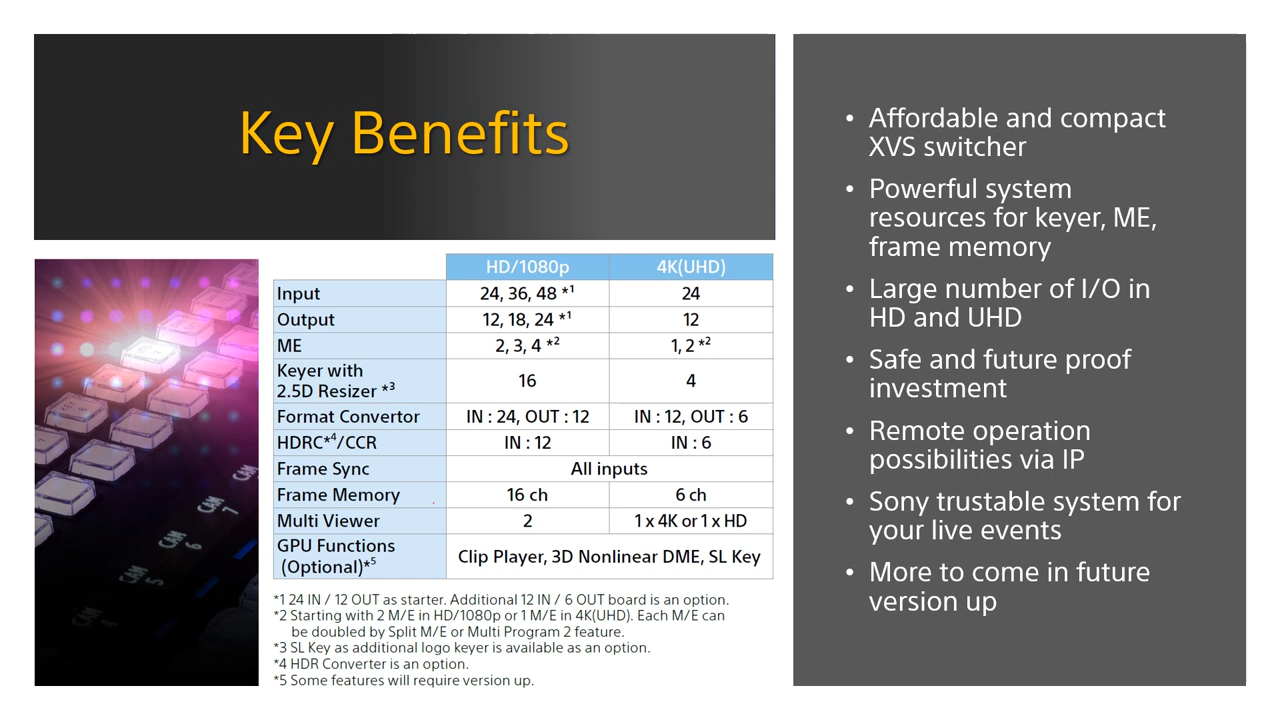 Key Benefits
HD/1080p 4K(UHD)
Input 24, 36, 48 *1 24
Output 12, 18, 24 *1 12
ME 2, 3, 4 *2 1, 2 *2
Keyer with
2.5D Resizer *3 16 4
Format Convertor IN : 24, OUT : 12 IN : 12, OUT : 6
HDRC*4/CCR IN : 12 IN : 6
Frame Sync All inputs
Frame Memory 16 ch 6 ch
Multi Viewer 2 1 x 4K or 1 x HD
GPU Functions
(Optional)*5 Clip Player, 3D Nonlinear DME, SL Key
*1 24 IN / 12 OUT as starter. Additional 12 IN / 6 OUT board is an option.
*2 Starting with 2 M/E in HD/1080p or 1 M/E in 4K(UHD). Each M/E can
be doubled by Split M/E or Multi Program 2 feature.
*3 SL Key as additional logo keyer is available as an option.
*4 HDR Converter is an option.
*5 Some features will require version up.
CAM
7
CAM
6
CAM
5
CAM
• Affordable and compact
XVS switcher
• Powerful system
resources for keyer, ME,
frame memory
• Large number of I/O in
HD and UHD
• Safe and future proof
investment
• Remote operation
possibilities via IP
• Sony trustable system for
your live events
• More to come in future
version up